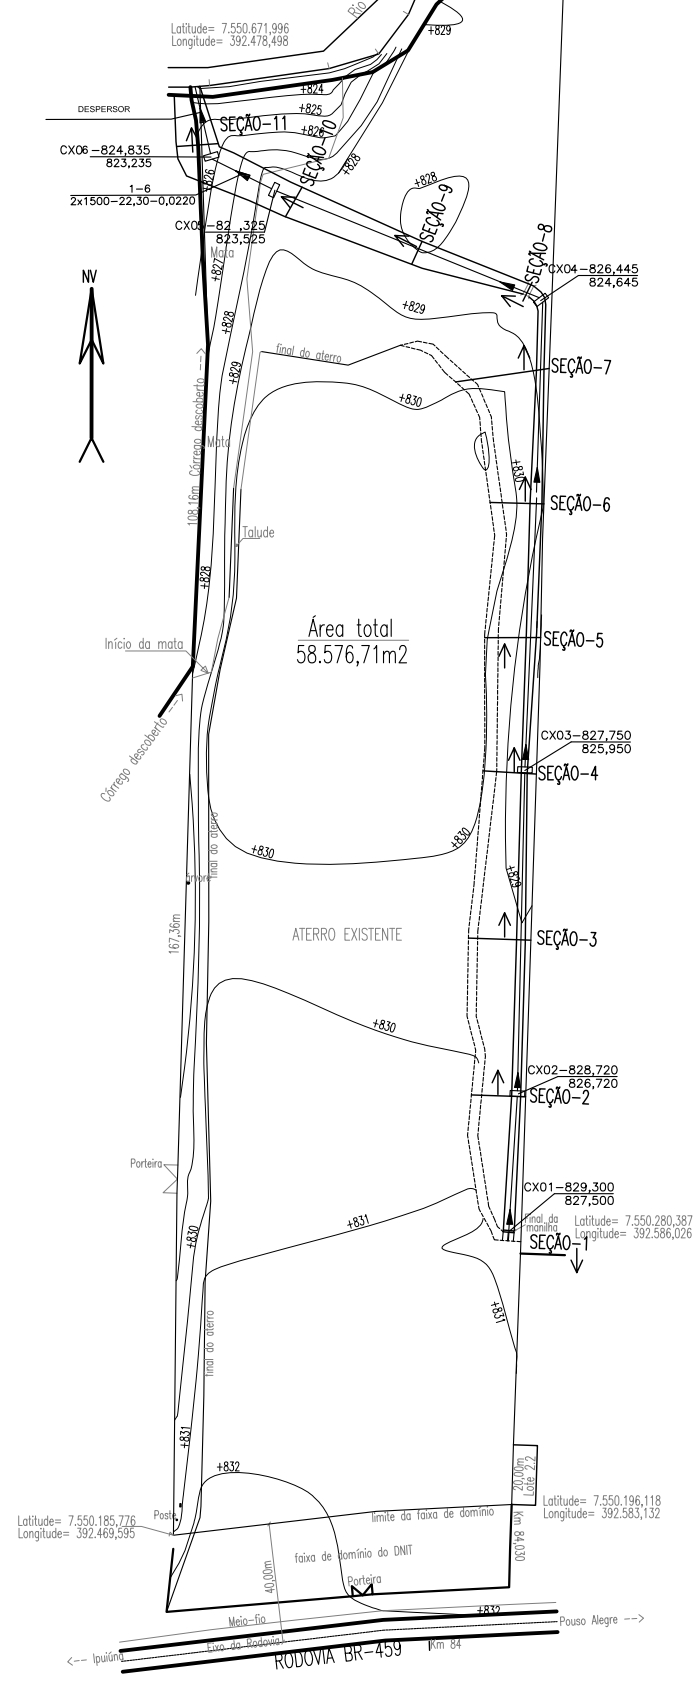 Rio
Latitude= 7.550.671,996
Longitude= 392.478,498
+829
+824
DESPERSOR
+825
SEÇÃO-11
+826
CX06-824,835
823,235
SEÇÃO-10
+828
+826
+828
1-6
2x1500-22,30-0,0220
SEÇÃO-9
CX05-82 ,325
823,525
SEÇÃO-8
Mata
+827
CX04-826,445
824,645
NV
+829
+828
final do aterro
+829
SEÇÃO-7
+830
108,16m Córrego descoberto -->
Mata
+830
SEÇÃO-6
Talude
+828
Área total
58.576,71m2
SEÇÃO-5
Início da mata
Córrego descoberto -->
CX03-827,750
825,950
SEÇÃO-4
final do aterro
+830
+830
+829
árvore
167,36m
ATERRO EXISTENTE
SEÇÃO-3
+830
CX02-828,720
826,720
SEÇÃO-2
Porteira
CX01-829,300
827,500
+830
+831
Final da
manilha
Latitude= 7.550.280,387
Longitude= 392.586,026
SEÇÃO-1
+831
final do aterro
+831
+832
20,00m
Lote 2.2
Poste
Latitude= 7.550.185,776
Longitude= 392.469,595
limite da faixa de domínio
Latitude= 7.550.196,118
Longitude= 392.583,132
Km 84,030
faixa de domínio do DNIT
40,00m
Porteira
+832
Meio-fio
Pouso Alegre -->
Eixo da Rodovia
<-- Ipuiúna
RODOVIA BR-459
Km 84